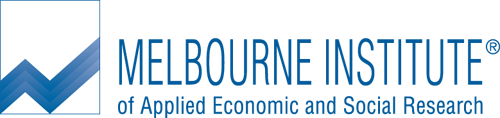 MELBOURNE INSTITUTE®
of Applied Economic and Social Research